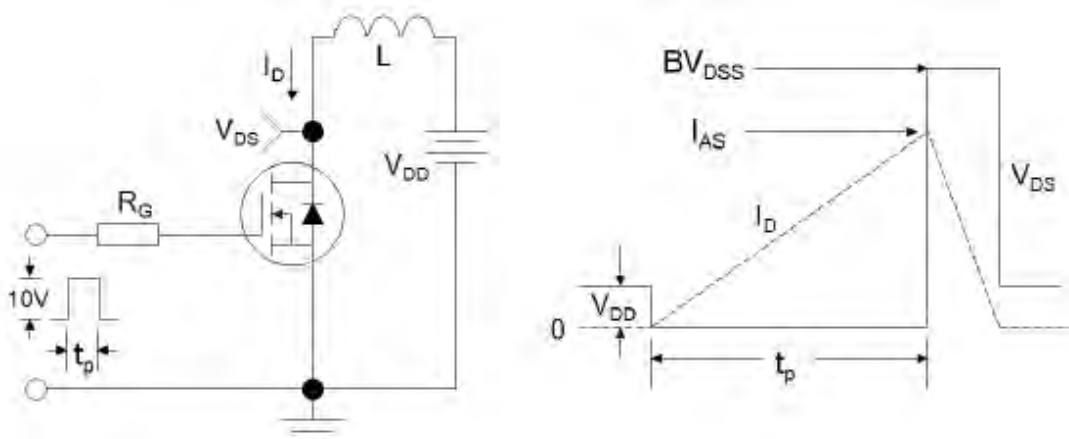 L
I_D
V_DS
V_DD
R_G
10V
t_p
BV_DSS
I_AS
V_DS
I_D
V_DD
0
t_p